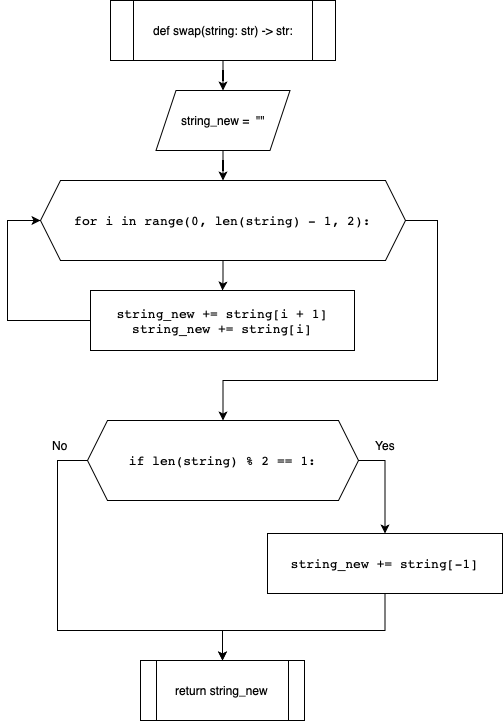 def swap(string: str) -> str:
string_new = ""
for i in range(0, len(string) - 1, 2):
string_new += string[i + 1]
string_new += string[i]
No
Yes
if len(string) % 2 == 1:
string_new += string[-1]
return string_new